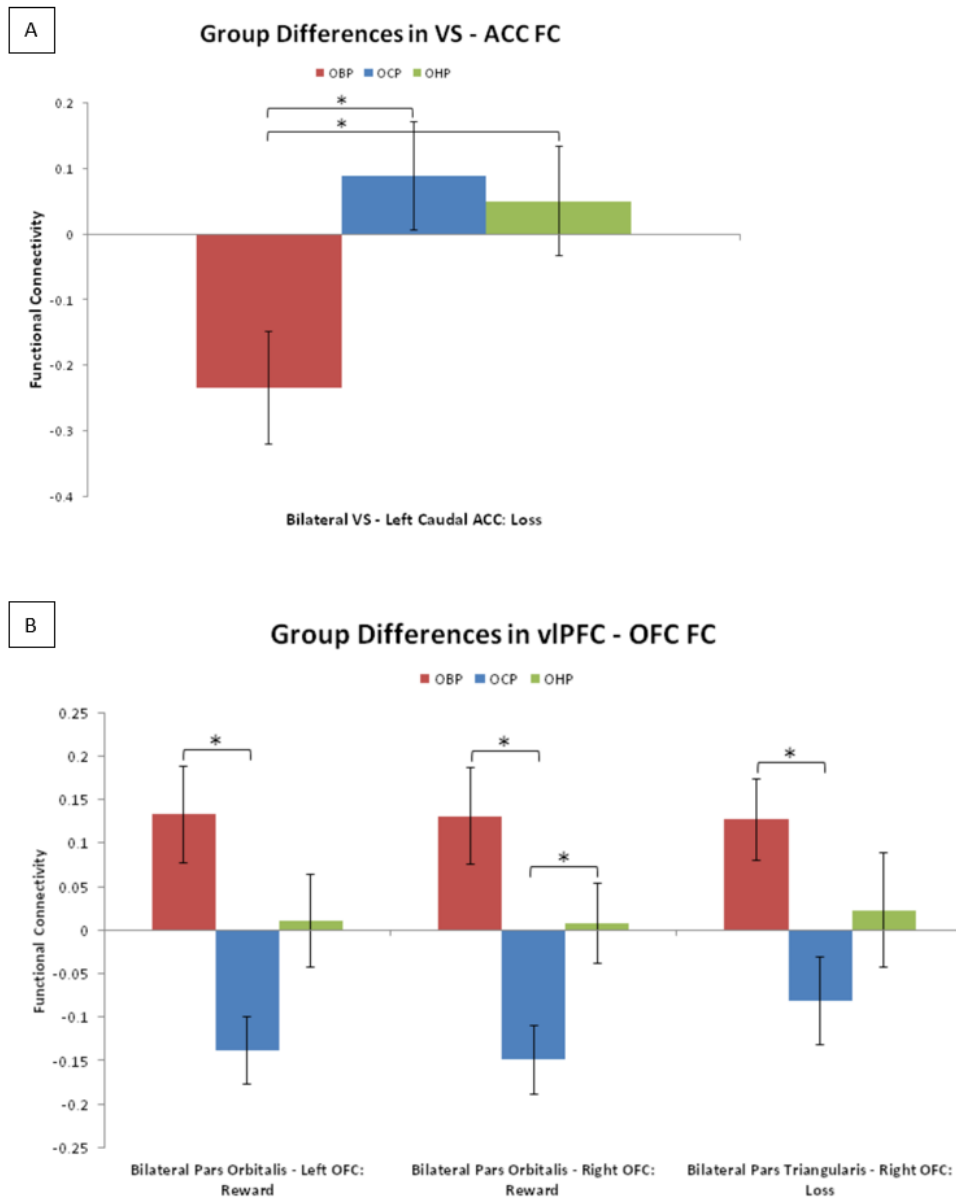 A
Group Differences in VS - ACC FC
OBP OCP OHP
*
*
0.2
0.1
0
-0.1
-0.2
-0.3
-0.4
Functional Connectivity
Bilateral VS - Left Caudal ACC: Loss
B
Group Differences in vlPFC - OFC FC
OBP OCP OHP
0.25
0.2
0.15
0.1
0.05
0
-0.05
-0.1
-0.15
-0.2
-0.25
Functional Connectivity
*
*
*
*
Bilateral Pars Orbitalis - Left OFC:
Reward
Bilateral Pars Orbitalis - Right OFC:
Reward
Bilateral Pars Triangularis - Right OFC:
Loss